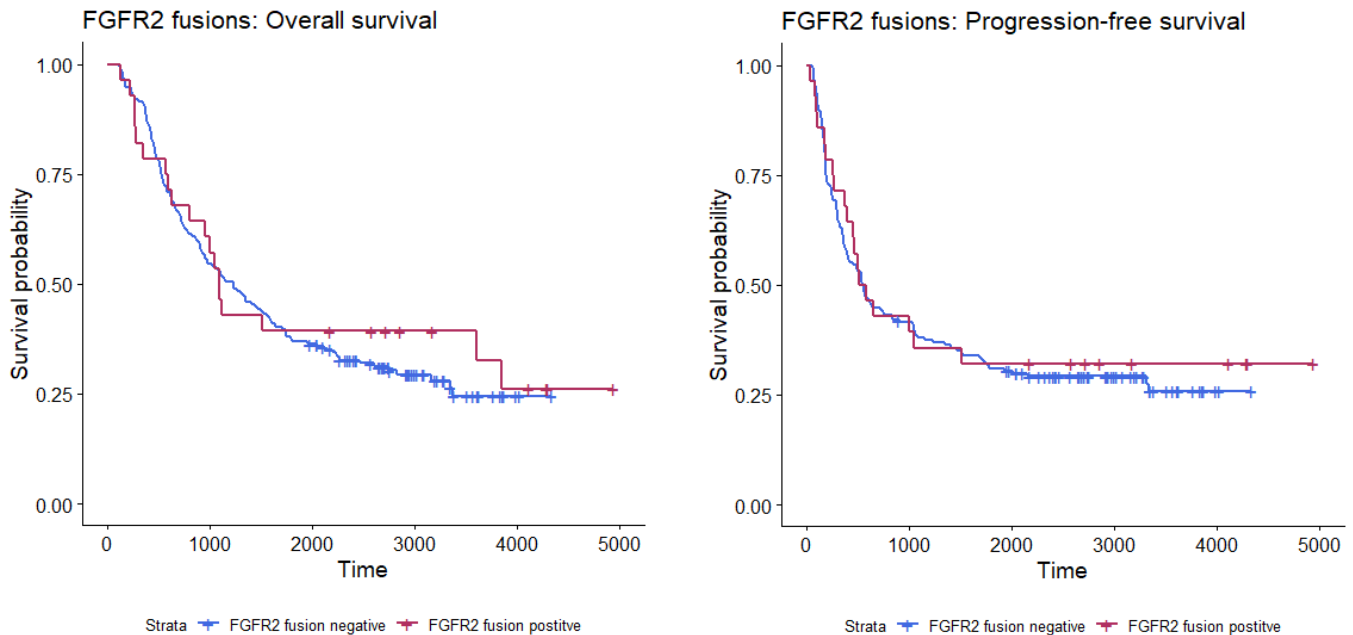 FGFR2 fusions: Overall survival
1.00
0.75
0.50
0.25
0.00
Survival probability
0 1000 2000 3000 4000 5000
Time
Strata FGFR2 fusion negative FGFR2 fusion postitve
FGFR2 fusions: Progression-free survival
1.00
0.75
0.50
0.25
0.00
Survival probability
0 1000 2000 3000 4000 5000
Time
Strata FGFR2 fusion negative FGFR2 fusion postitve